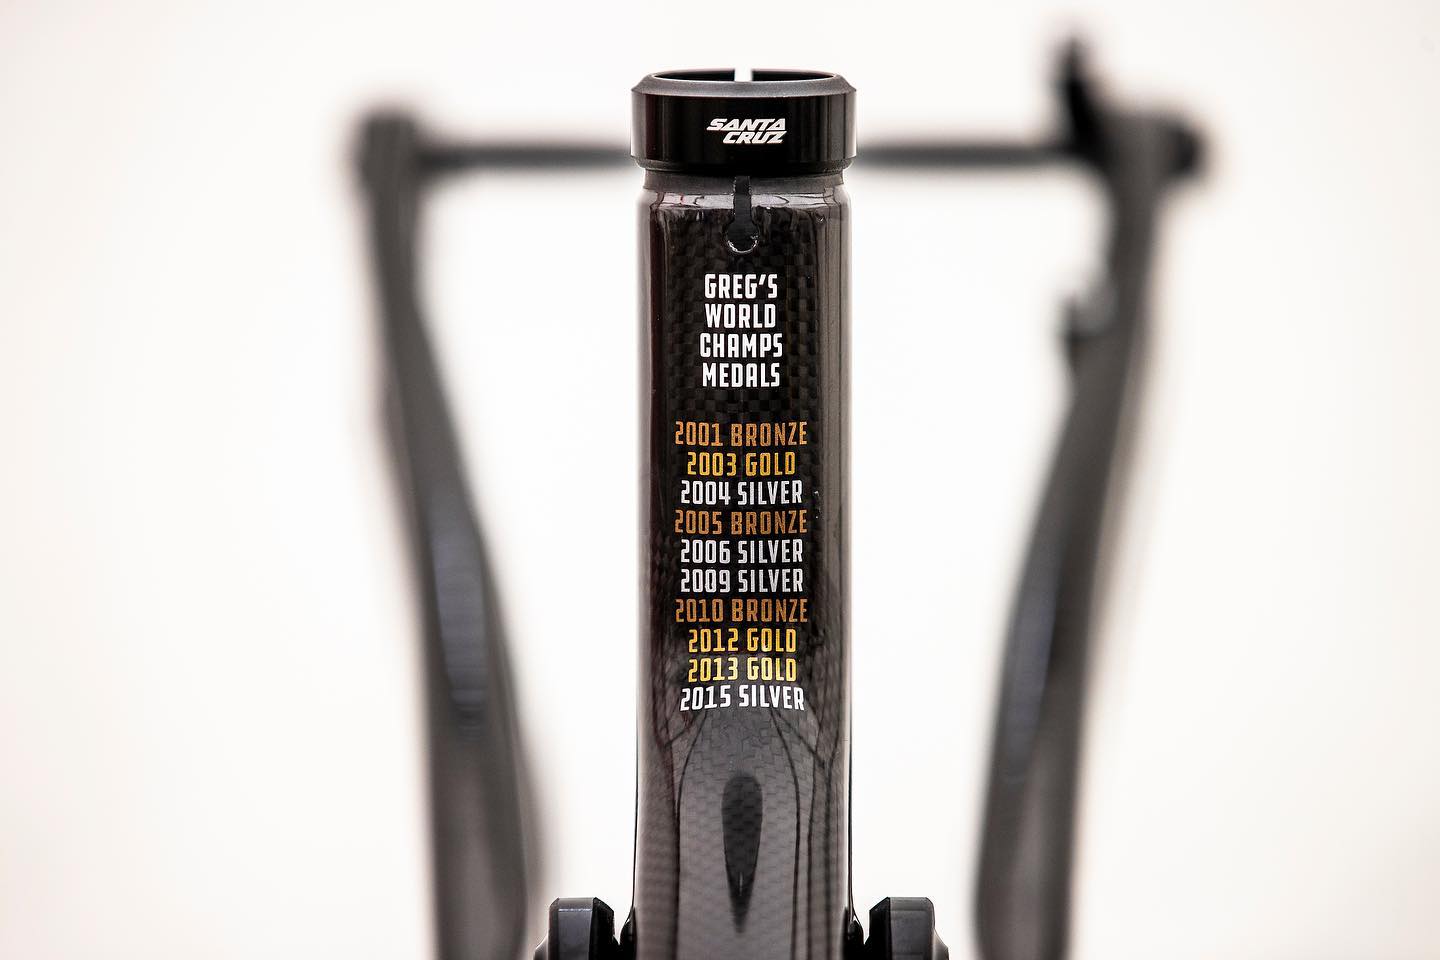 SANTA
CRUZ
GREG'S
WORLD
CHAMPS
MEDALS
2001 BRONZE
2003 GOLD
2004 SILVER
2005 BRONZE
2006 SILVER
2009 SILVER
2010 BRONZE
2012 GOLD
2013 GOLD
2015 SILVER